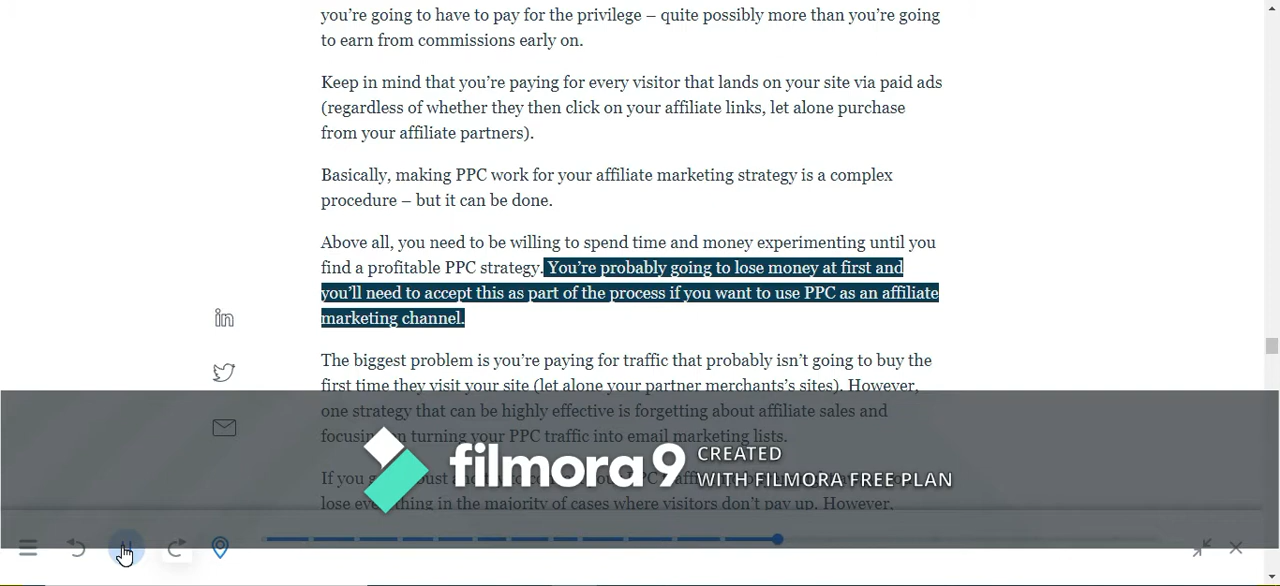 you’re going to have to pay for the privilege – quite possibly more than you’re going
to earn from commissions early on.
Keep in mind that you’re paying for every visitor that lands on your site via paid ads
(regardless of whether they then click on your affiliate links, let alone purchase
from your affiliate partners).
Basically, making PPC work for your affiliate marketing strategy is a complex
procedure – but it can be done.
Above all, you need to be willing to spend time and money experimenting until you
find a profitable PPC strategy. You’re probably going to lose money at first and
you’ll need to accept this as part of the process if you want to use PPC as an affiliate
marketing channel.
The biggest problem is you’re paying for traffic that probably isn’t going to buy the
first time they visit your site (let alone your partner merchants’s sites). However,
one strategy that can be highly effective is forgetting about affiliate sales and
focusing on turning your PPC traffic into email marketing lists.
If you
lose everything in the majority of cases where visitors don’t pay up. However,
filmora9
CREATED
WITH FILMORA FREE PLAN